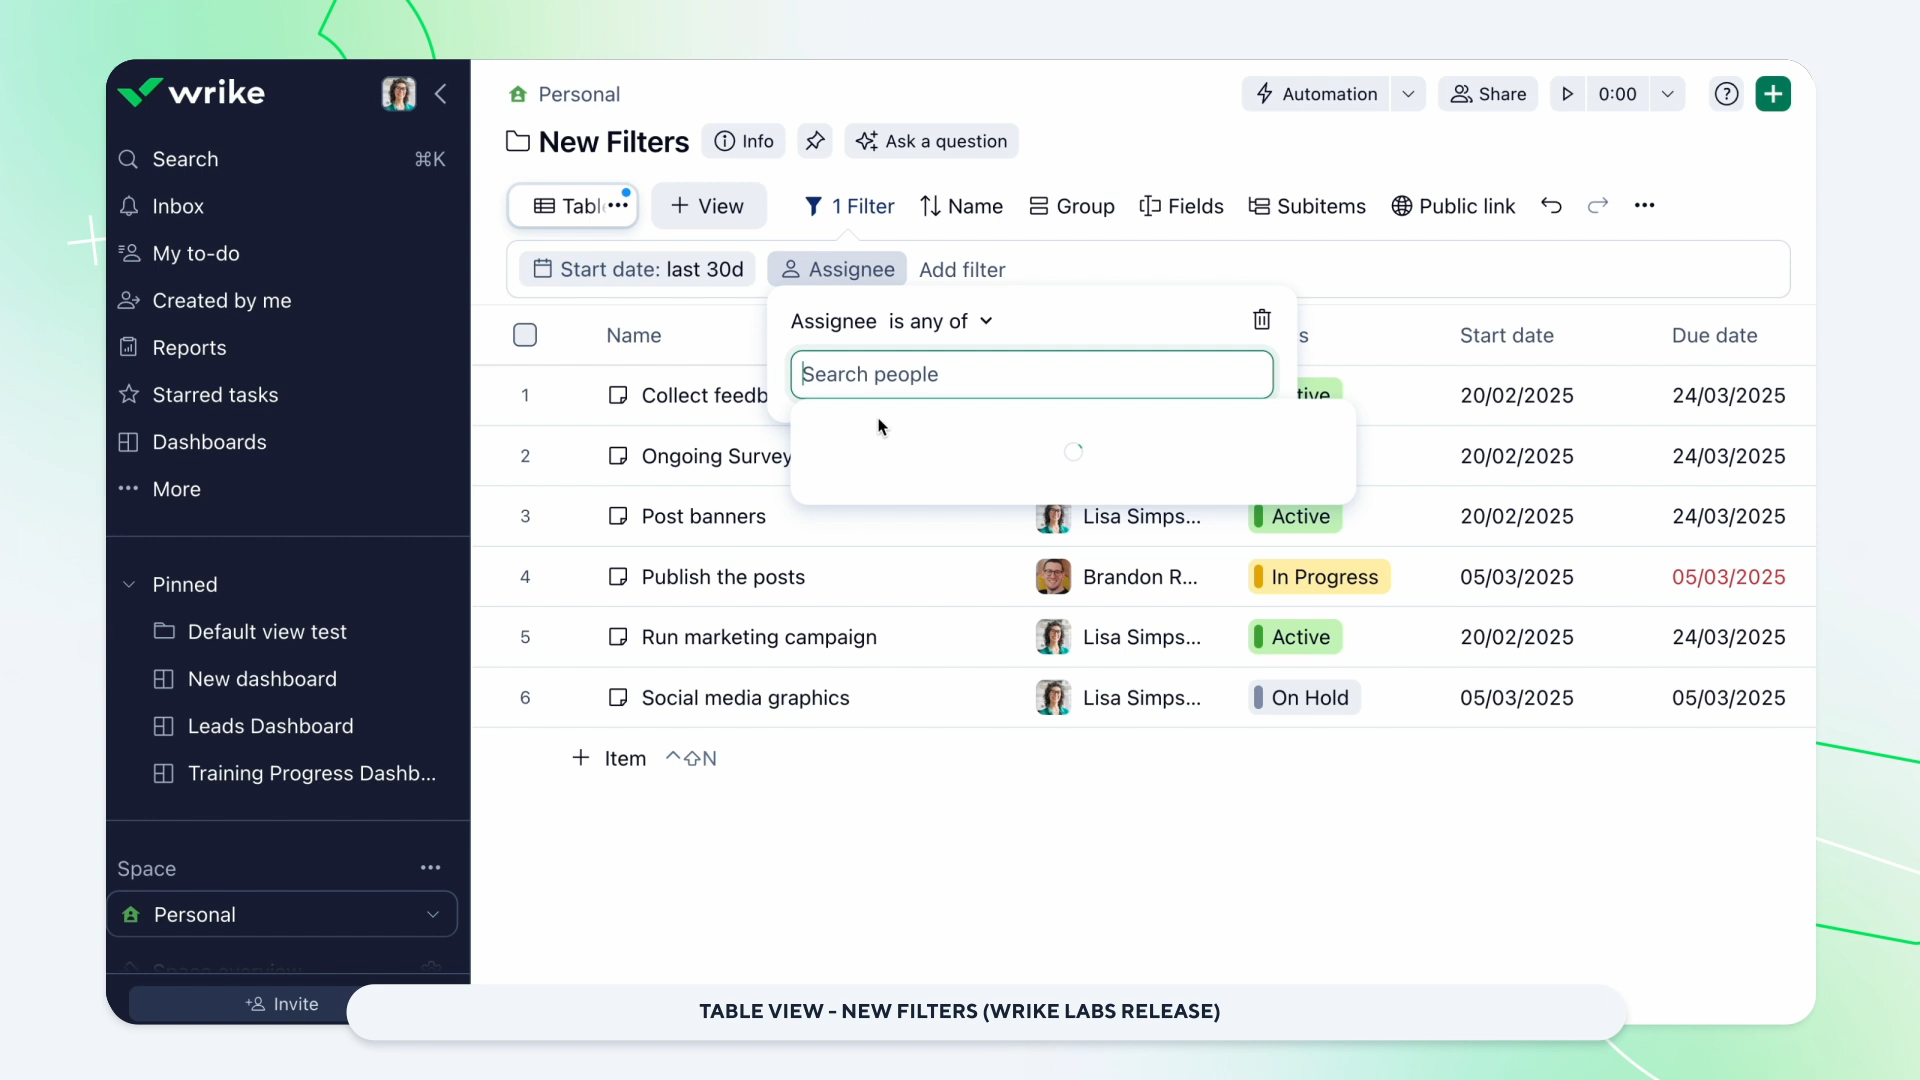 wrike
Search ⌘K
Inbox
My to-do
Created by me
Reports
Starred tasks
Dashboards
More
Pinned
Default view test
New dashboard
Leads Dashboard
Training Progress Dashb...
Space
Personal
Invite
Personal
Automation
Share
0:00
New Filters
Info
Ask a question
View
1 Filter
Name
Group
Fields
Subitems
Public link
Start date: last 30d
Assignee
Add filter
Assignee is any of
Search people
Name Start date Due date
1 Collect feedb 20/02/2025 24/03/2025
2 Ongoing Survey 20/02/2025 24/03/2025
3 Post banners Lisa Simps... Active 20/02/2025 24/03/2025
4 Publish the posts Brandon R... In Progress 05/03/2025 05/03/2025
5 Run marketing campaign Lisa Simps... Active 20/02/2025 24/03/2025
6 Social media graphics Lisa Simps... On Hold 05/03/2025 05/03/2025
Item ^⇧N
TABLE VIEW - NEW FILTERS (WRIKE LABS RELEASE)